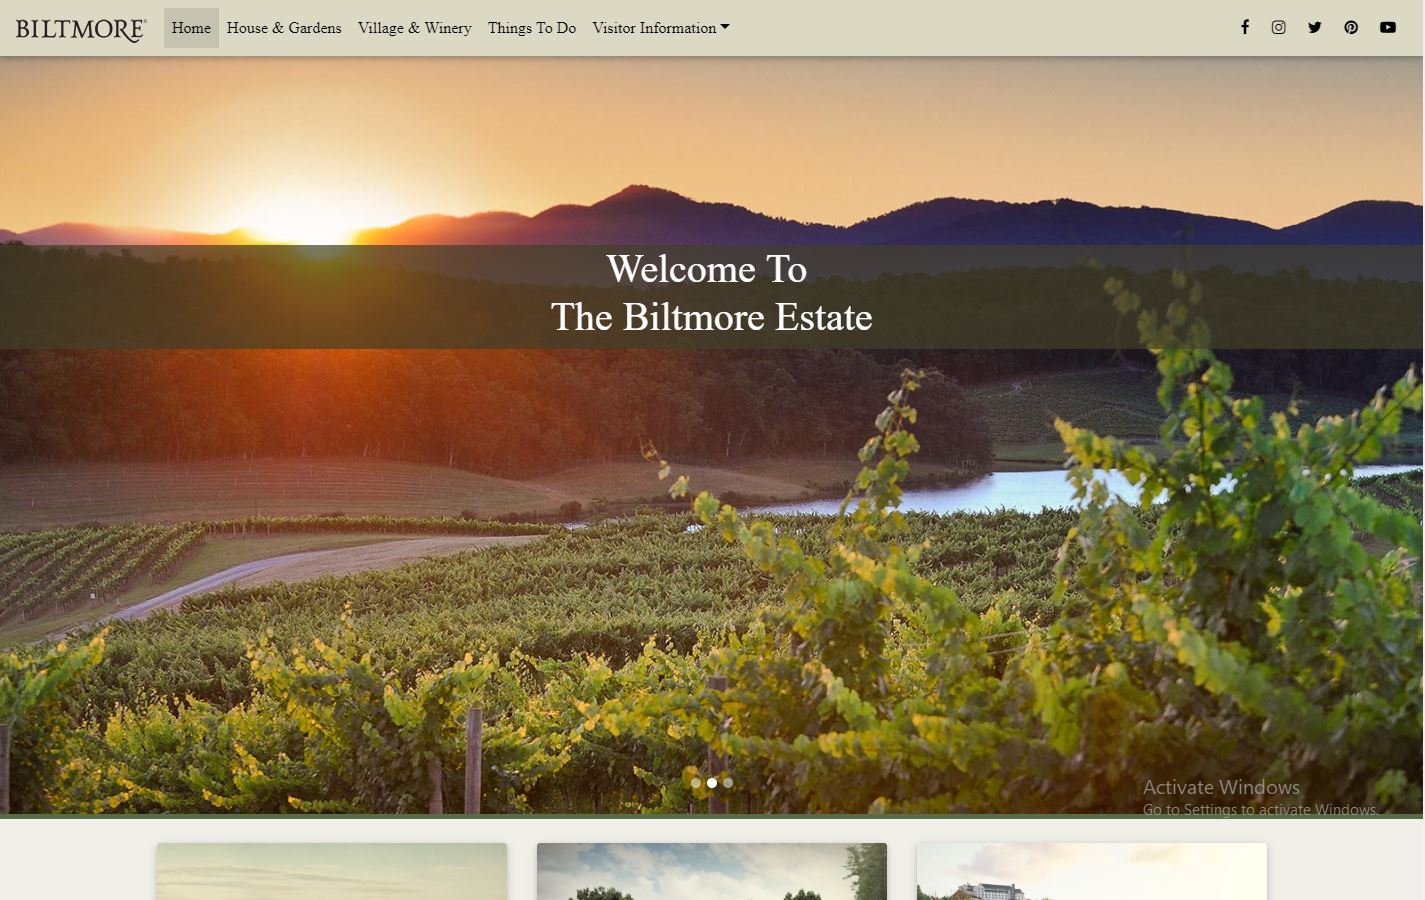 BILTMORE®
Home House & Gardens Village & Winery Things To Do Visitor Information
Welcome To
The Biltmore Estate
Activate Windows
Go to Settings to activate Windows.